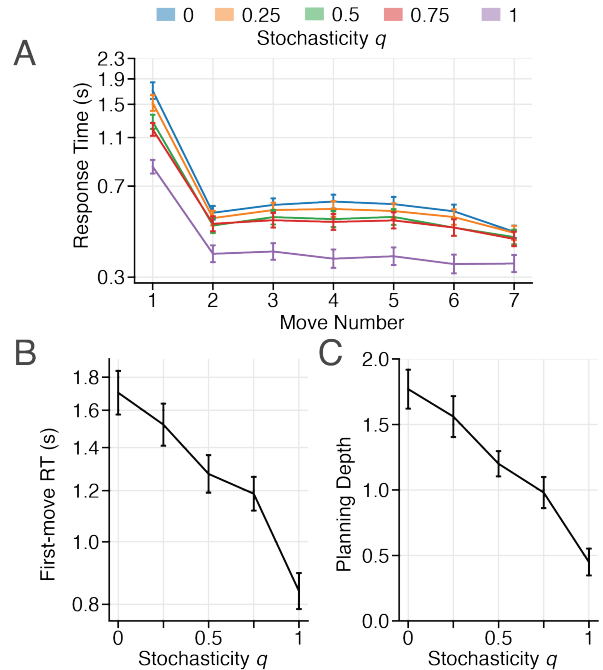 0 0.25 0.5 0.75 1
Stochasticity q
A
Response Time (s)
2.3
1.9
1.5
1.1
0.7
0.3
1 2 3 4 5 6 7
Move Number
B
First-move RT (s)
1.8
1.6
1.4
1.2
1.0
0.8
0 0.5 1
Stochasticity q
C
Planning Depth
2.0
1.5
1.0
0.5
0.0
0 0.5 1
Stochasticity q